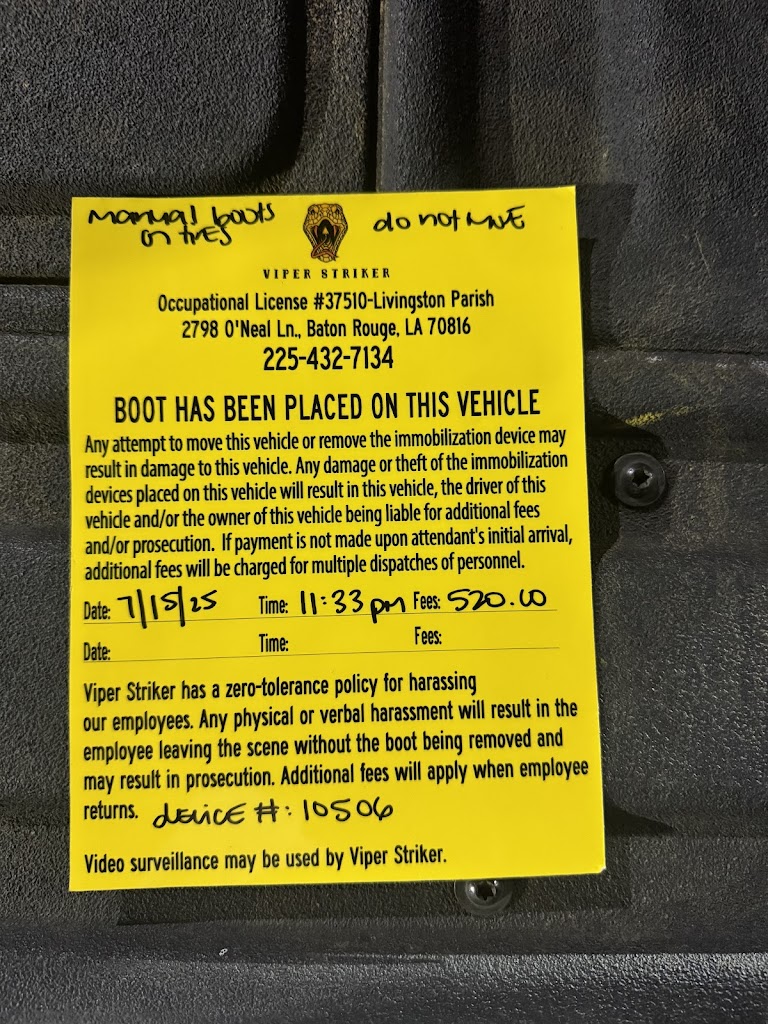 manual boots do not move
on tires
VIPER STRIKER
Occupational License #37510-Livingston Parish
2798 O'Neal Ln., Baton Rouge, LA 70816
225-432-7134
BOOT HAS BEEN PLACED ON THIS VEHICLE
Any attempt to move this vehicle or remove the immobilization device may
result in damage to this vehicle. Any damage or theft of the immobilization
devices placed on this vehicle will result in this vehicle, the driver of this
vehicle and/or the owner of this vehicle being liable for additional fees
and/or prosecution. If payment is not made upon attendant's initial arrival,
additional fees will be charged for multiple dispatches of personnel.
Date: 7/15/25 Time: 11:33 pm Fees: 520.00
Date: Time: Fees:
Viper Striker has a zero-tolerance policy for harassing
our employees. Any physical or verbal harassment will result in the
employee leaving the scene without the boot being removed and
may result in prosecution. Additional fees will apply when employee
returns. device #: 10506
Video surveillance may be used by Viper Striker.